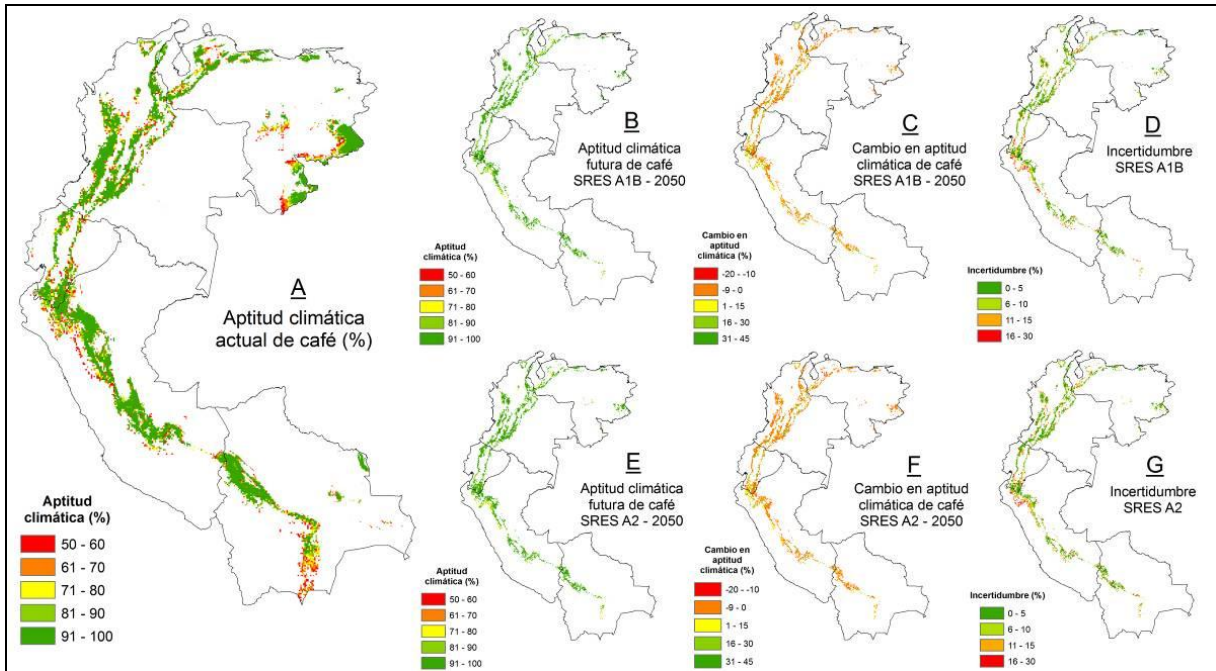 A
Aptitud climática
actual de café (%)
Aptitud
climática (%)
50 - 60
61 - 70
71 - 80
81 - 90
91 - 100
B
Aptitud climática
futura de café
SRES A1B - 2050
Aptitud
climática (%)
50 - 60
61 - 70
71 - 80
81 - 90
91 - 100
C
Cambio en aptitud
climática de café
SRES A1B - 2050
Cambio en
aptitud
climática (%)
-20 - -10
-9 - 0
1 - 15
16 - 30
31 - 45
D
Incertidumbre
SRES A1B
Incertidumbre (%)
0 - 5
6 - 10
11 - 15
16 - 30
E
Aptitud climática
futura de café
SRES A2 - 2050
Aptitud
climática (%)
50 - 60
61 - 70
71 - 80
81 - 90
91 - 100
F
Cambio en aptitud
climática de café
SRES A2 - 2050
Cambio en
aptitud
climática (%)
-20 - -10
-9 - 0
1 - 15
16 - 30
31 - 45
G
Incertidumbre
SRES A2
Incertidumbre (%)
0 - 5
6 - 10
11 - 15
16 - 30